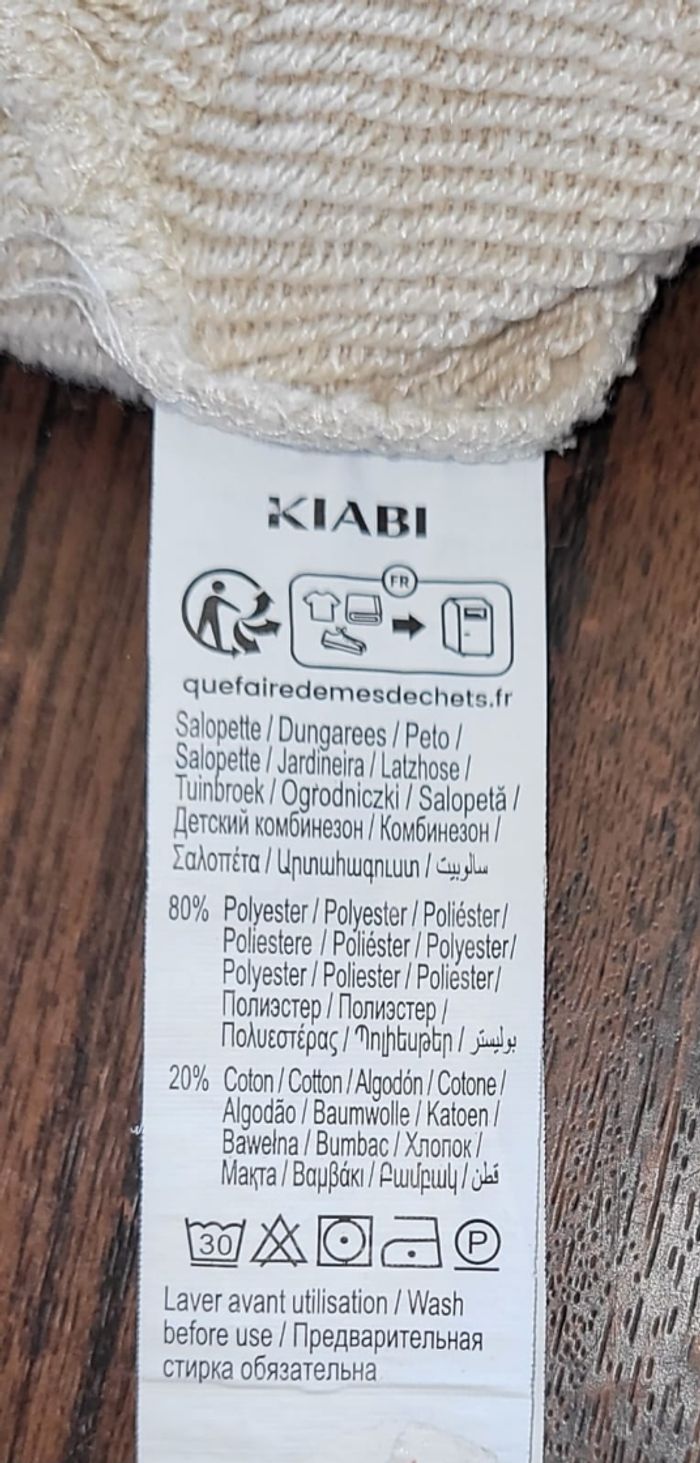 KIABI
FR
quefairedemesdechets.fr
Salopette / Dungarees / Peto /
Salopette / Jardineira / Latzhose /
Tuinbroek / Ogrodniczki / Salopetă /
Детский комбинезон / Комбинезон /
Σαλοπέτα / Արտահագուստ / سالوبيت
80% Polyester / Polyester / Poliéster/
Poliestere / Poliéster / Polyester/
Polyester / Poliester / Poliester/
Полиэстер / Полиэстер /
Πολυεστέρας / Պոլիեսթեր / بوليستر
20% Coton / Cotton / Algodón / Cotone /
Algodão / Baumwolle / Katoen /
Bawełna / Bumbac / Хлопок /
Мақта / Βαμβάκι / Բամբակ / قطن
30 P
Laver avant utilisation / Wash
before use / Предварительная
стирка обязательна